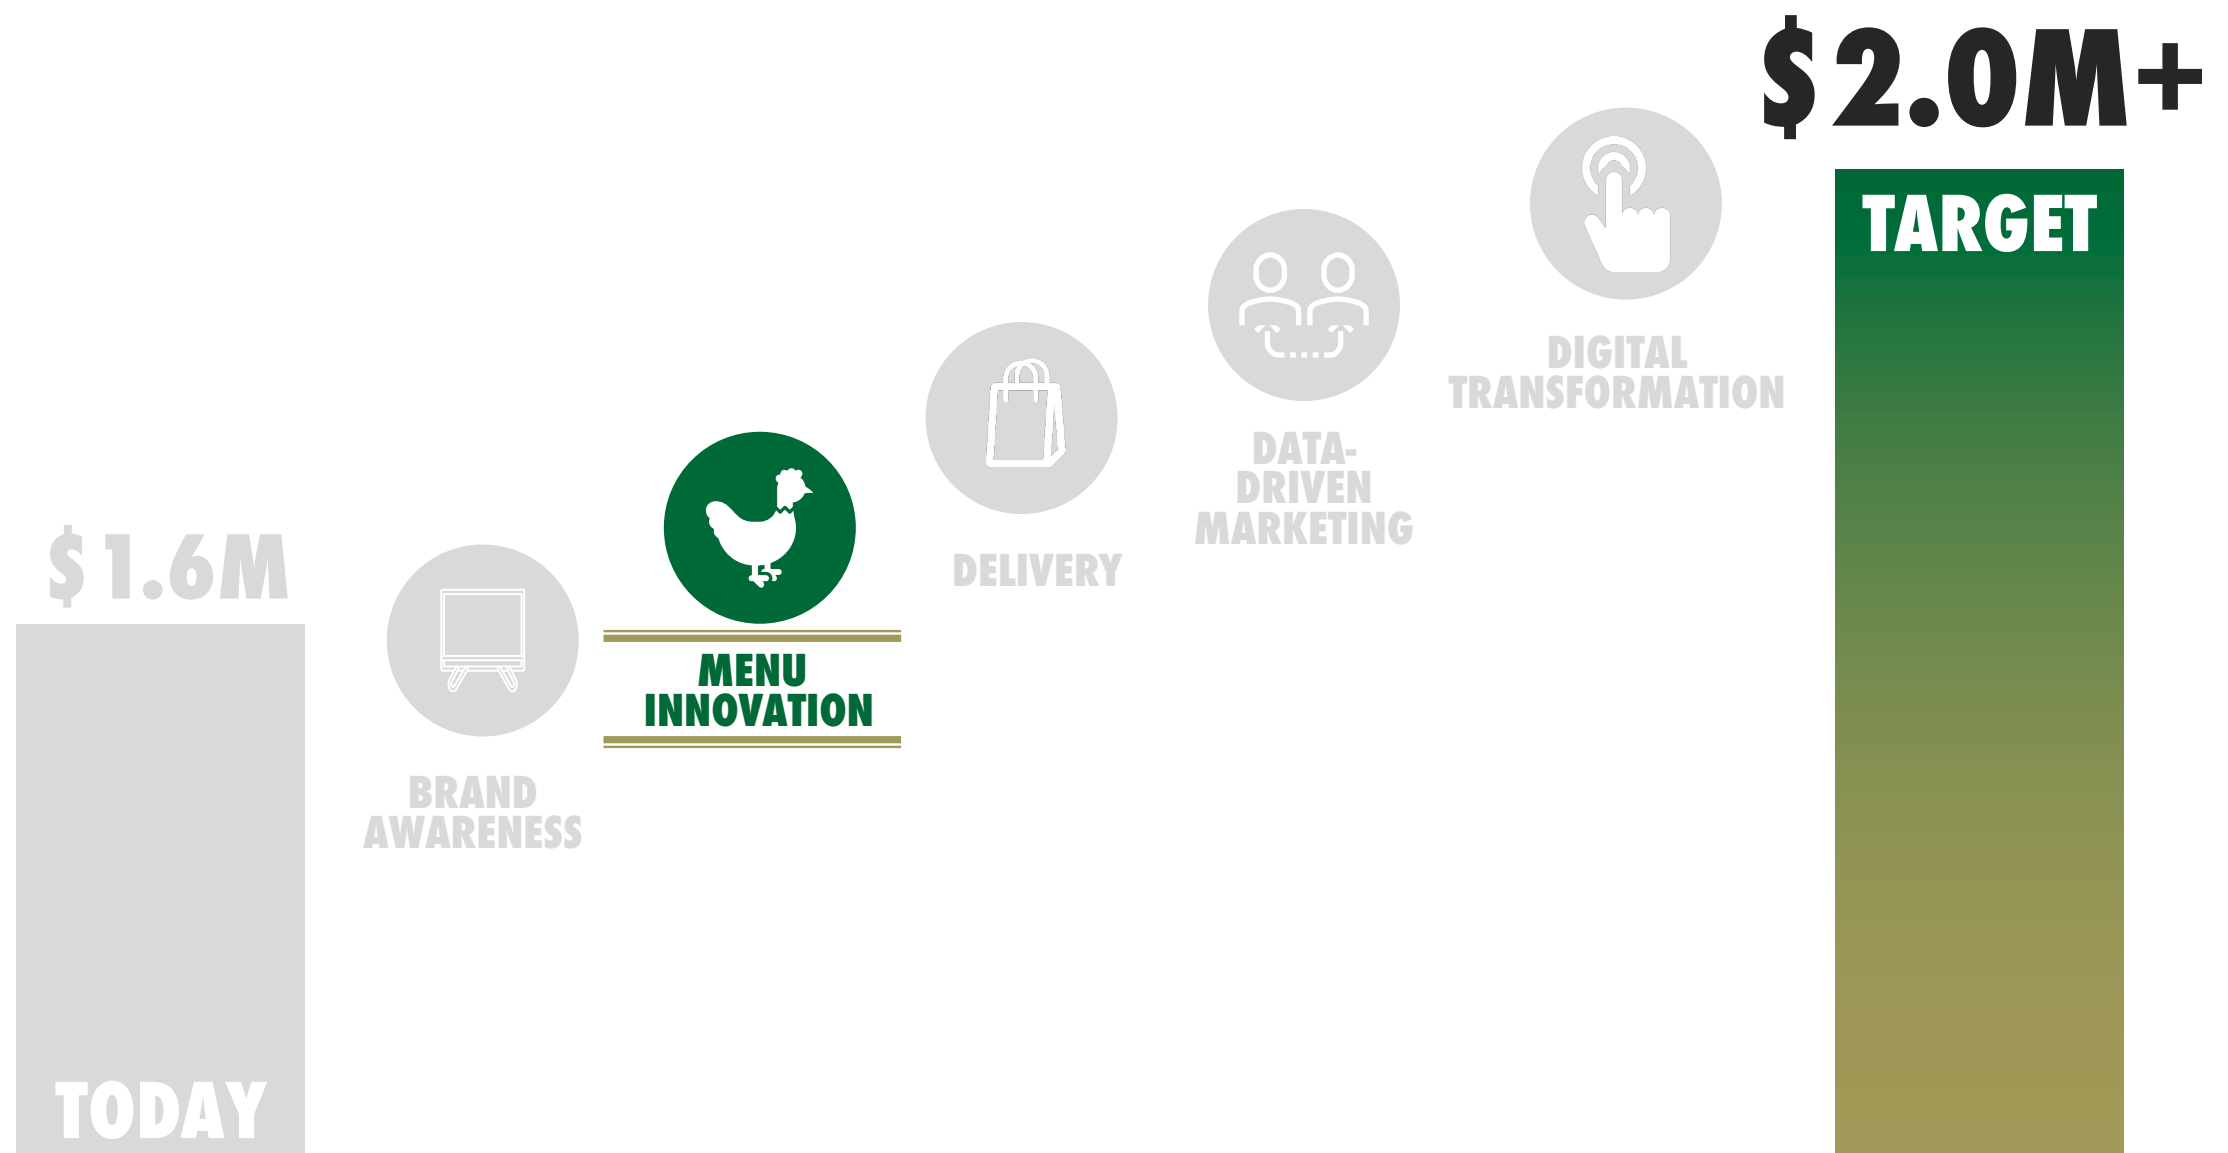 $1.6M
TODAY
BRAND
AWARENESS
MENU
INNOVATION
DELIVERY
DATA-
DRIVEN
MARKETING
DIGITAL
TRANSFORMATION
$2.0M+
TARGET